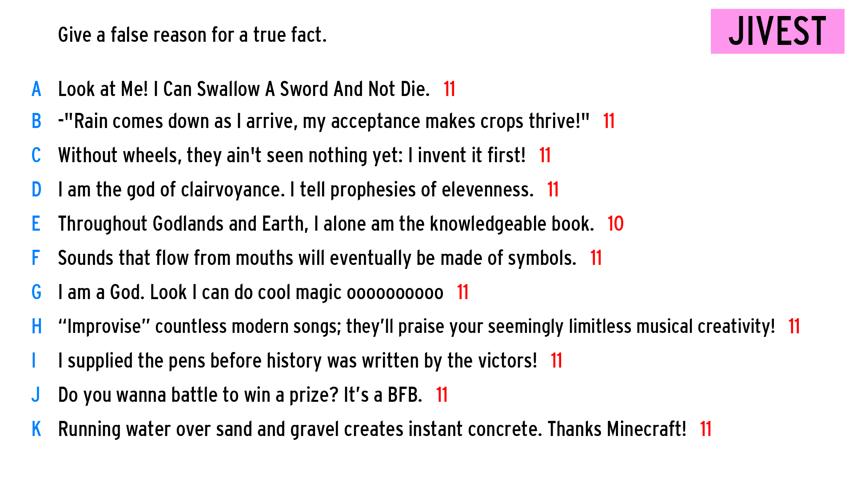 Give a false reason for a true fact.
JIVEST
A Look at Me! I Can Swallow A Sword And Not Die. 11
B -"Rain comes down as I arrive, my acceptance makes crops thrive!" 11
C Without wheels, they ain't seen nothing yet: I invent it first! 11
D I am the god of clairvoyance. I tell prophesies of elevenness. 11
E Throughout Godlands and Earth, I alone am the knowledgeable book. 10
F Sounds that flow from mouths will eventually be made of symbols. 11
G I am a God. Look I can do cool magic oooooooooo 11
H “Improvise” countless modern songs; they’ll praise your seemingly limitless musical creativity! 11
I I supplied the pens before history was written by the victors! 11
J Do you wanna battle to win a prize? It’s a BFB. 11
K Running water over sand and gravel creates instant concrete. Thanks Minecraft! 11